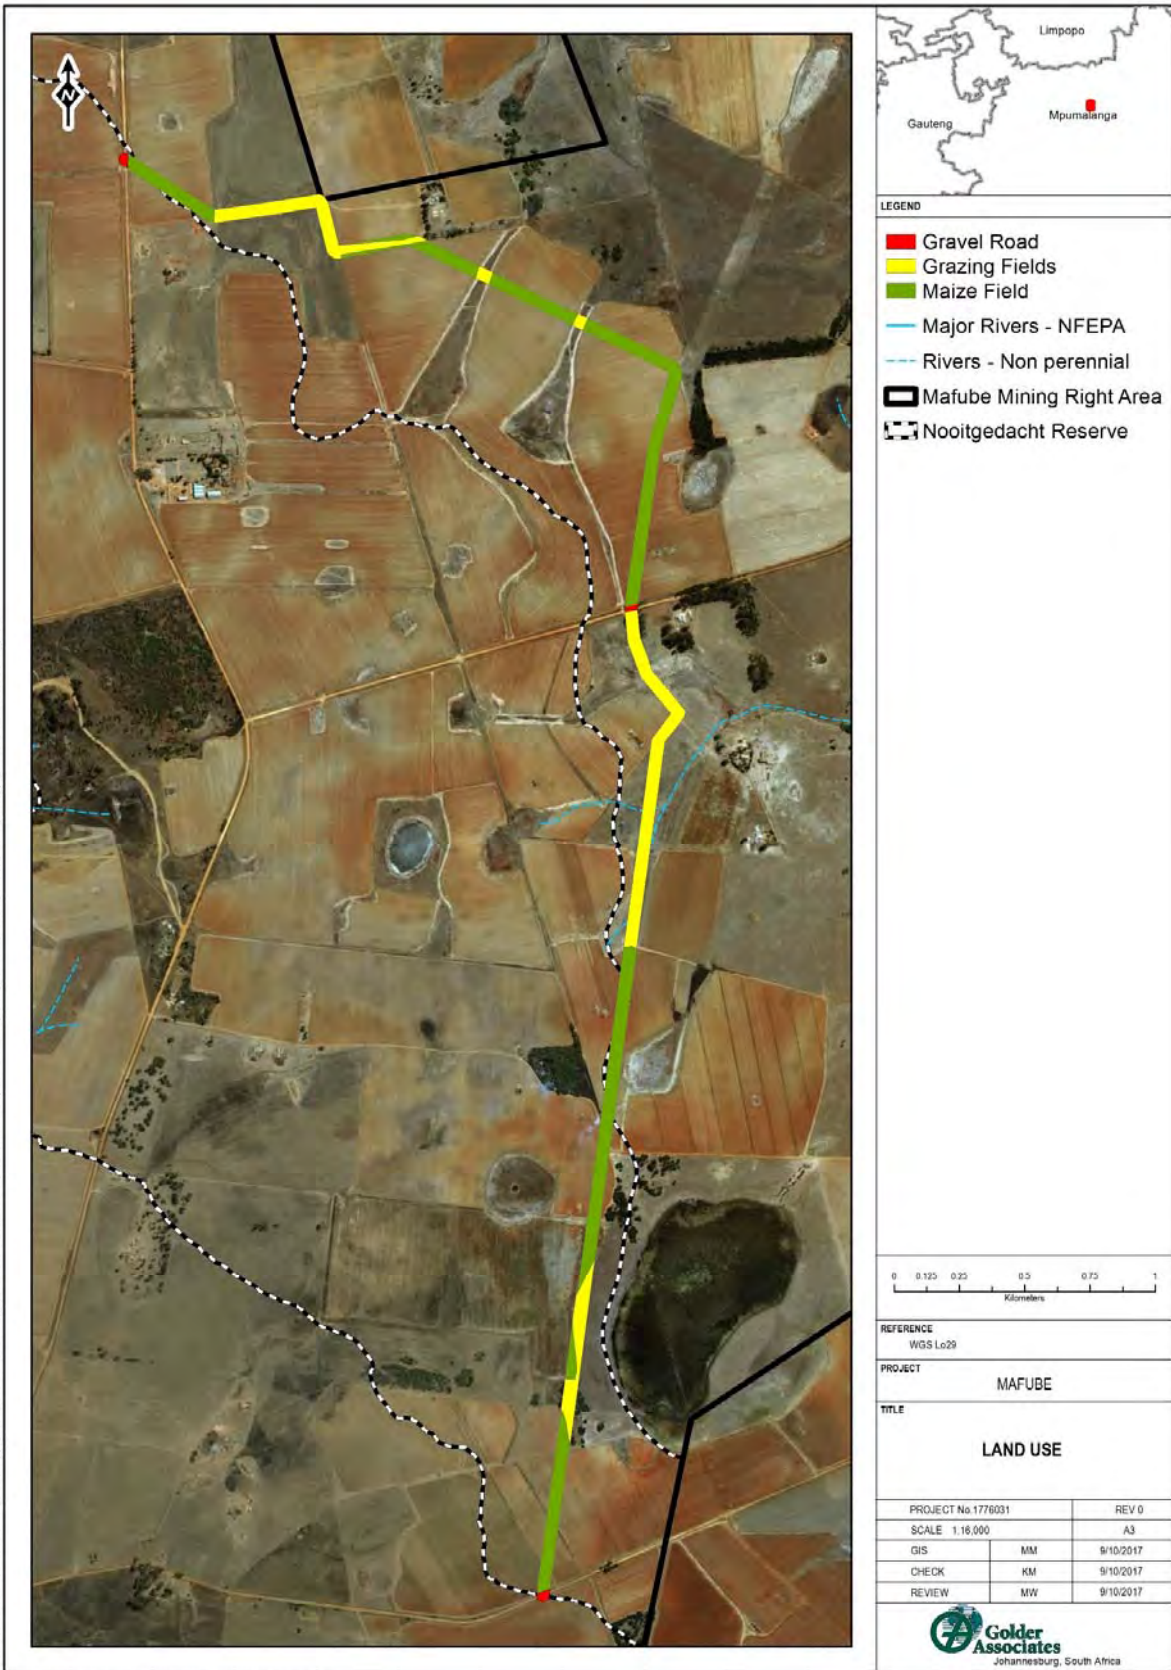 N
Limpopo
Gauteng
Mpumalanga
LEGEND
Gravel Road
Grazing Fields
Maize Field
Major Rivers - NFEPA
Rivers - Non perennial
Mafube Mining Right Area
Nooitgedacht Reserve
0 0.125 0.25 0.5 0.75 1
Kilometers
REFERENCE
WGS Lo29
PROJECT
MAFUBE
TITLE
LAND USE
PROJECT No.1776031 REV 0
SCALE 1:16,000 A3
GIS MM 9/10/2017
CHECK KM 9/10/2017
REVIEW MW 9/10/2017
Golder
Associates
Johannesburg, South Africa